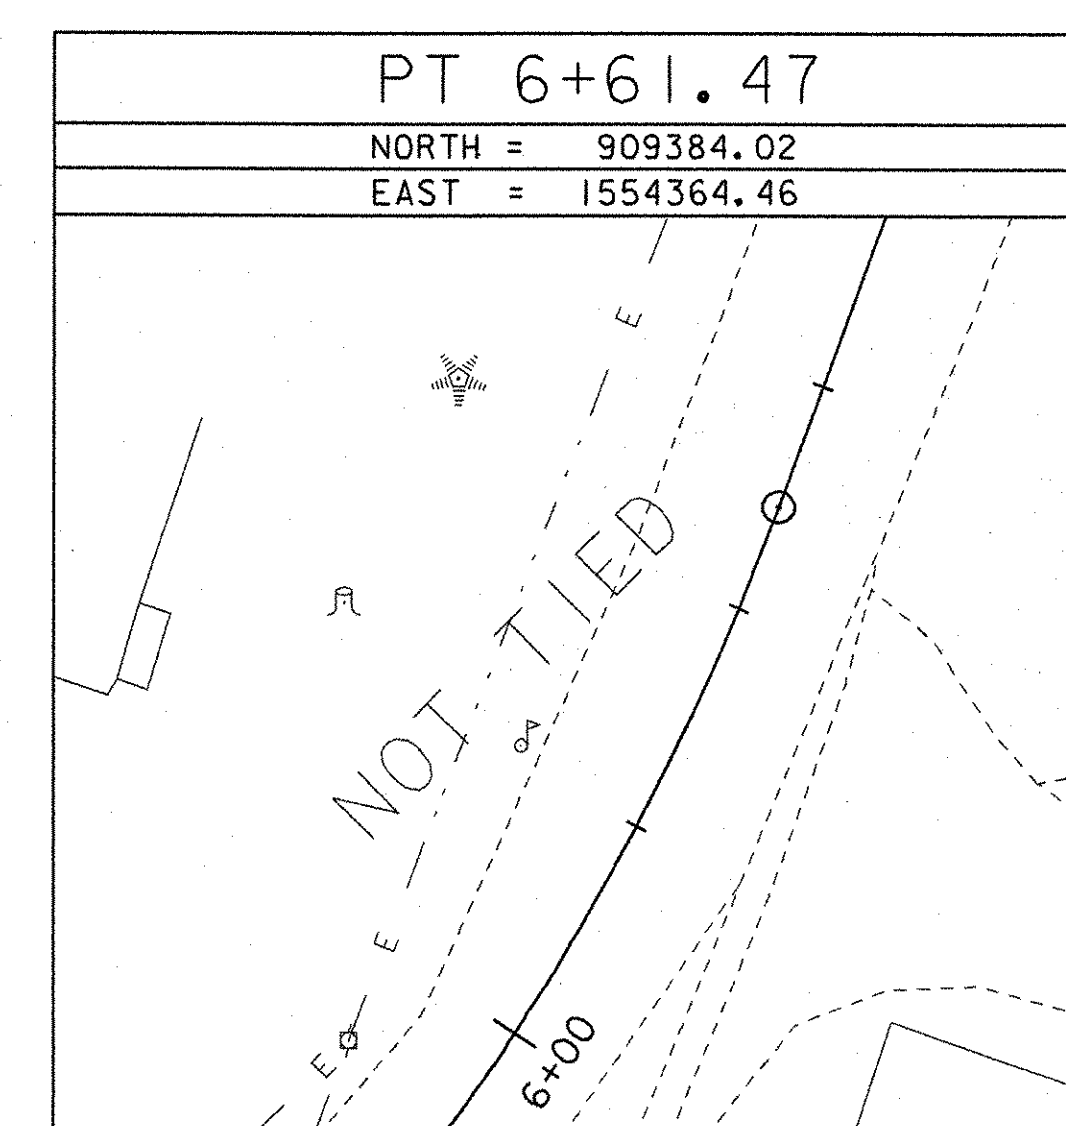 PT 6+61.47
NORTH = 909384.02
EAST = 1554364.46
E
NOT TIED
E
E
6+00